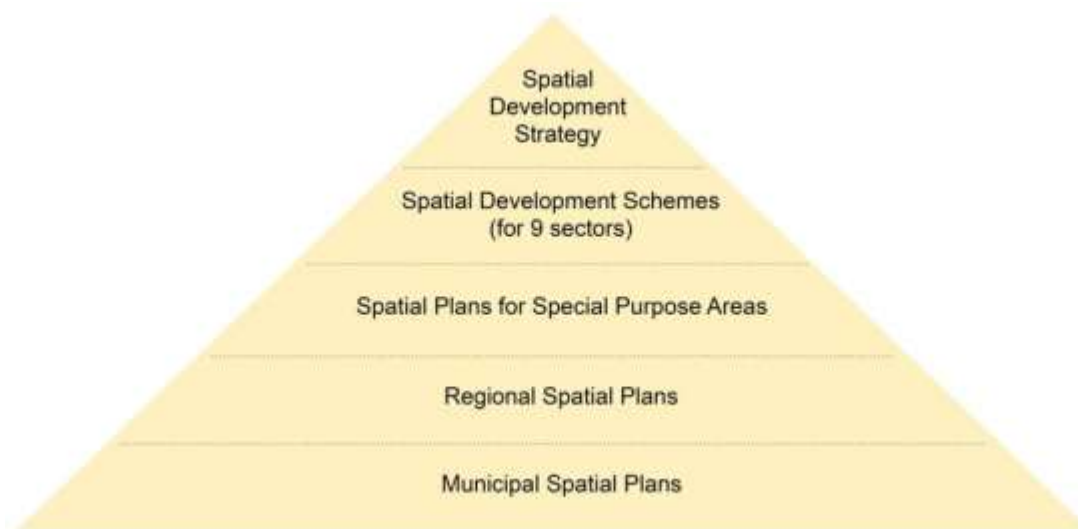 Spatial
Development
Strategy
Spatial Development Schemes
(for 9 sectors)
Spatial Plans for Special Purpose Areas
Regional Spatial Plans
Municipal Spatial Plans